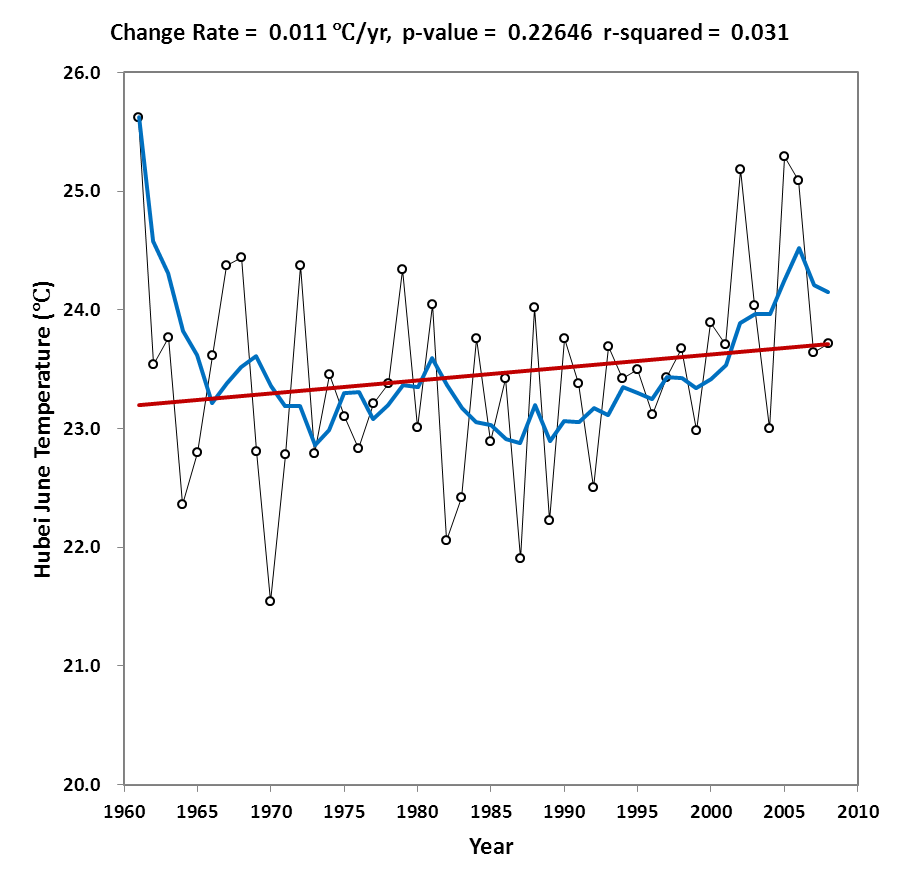 Change Rate = 0.011 ℃/yr, p-value = 0.22646 r-squared = 0.031
26.0
25.0
24.0
23.0
22.0
21.0
20.0
Hubei June Temperature (℃)
1960 1965 1970 1975 1980 1985 1990 1995 2000 2005 2010
Year